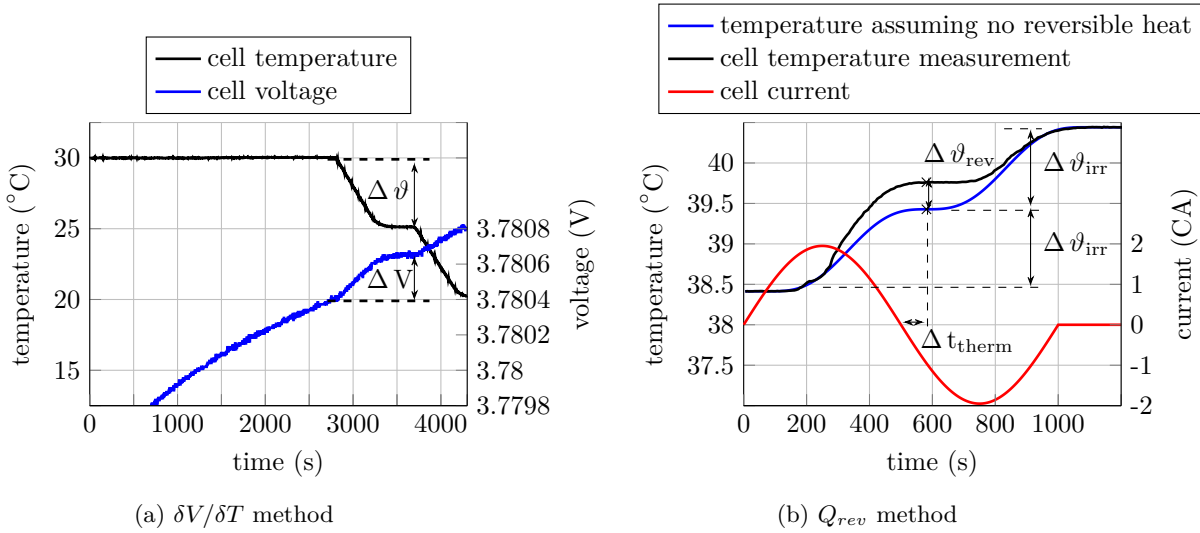 cell temperature
cell voltage
30
25
20
15
temperature (°C)
Δ ϑ
Δ V
3.7808
3.7806
3.7804
3.7802
3.78
3.7798
voltage (V)
0 1000 2000 3000 4000
time (s)
(a) δV/δT method
temperature assuming no reversible heat
cell temperature measurement
cell current
40
39.5
39
38.5
38
37.5
temperature (°C)
Δ ϑrev
Δ ϑirr
Δ ϑirr
Δ ttherm
2
1
0
-1
-2
current (CA)
0 200 400 600 800 1000
time (s)
(b) Qrev method